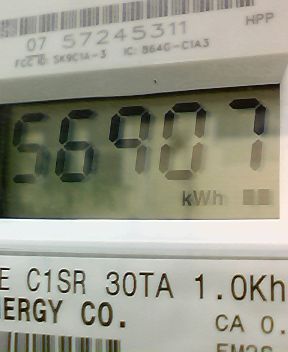 HPP
07 57245311
FCC ID: SK9C1A-3 IC: 864G-C1A3
56907
kWh
E C1SR 30TA 1.0Kh
ERGY CO.
CA 0.